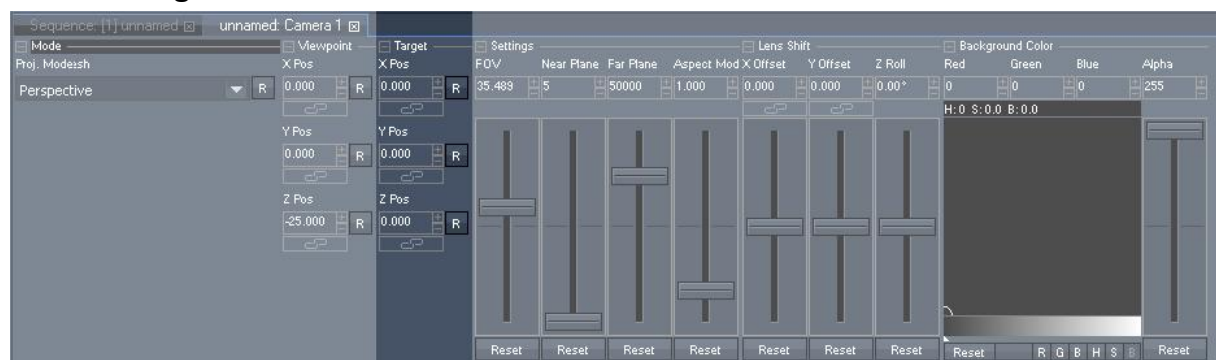 Sequence: [1] unnamed unnamed: Camera 1
Mode Viewpoint Target Settings Lens Shift Background Color
Proj. Mode:sh X Pos X Pos FOV Near Plane Far Plane Aspect Mod X Offset Y Offset Z Roll Red Green Blue Alpha
Perspective R 0.000 R 0.000 R 35.489 5 50000 1.000 0.000 0.000 0.00° 0 0 0 255
H:0 S:0.0 B:0.0
Y Pos Y Pos
0.000 R 0.000 R
Z Pos Z Pos
-25.000 R 0.000 R
Reset Reset Reset Reset Reset Reset Reset Reset R G B H S B Reset